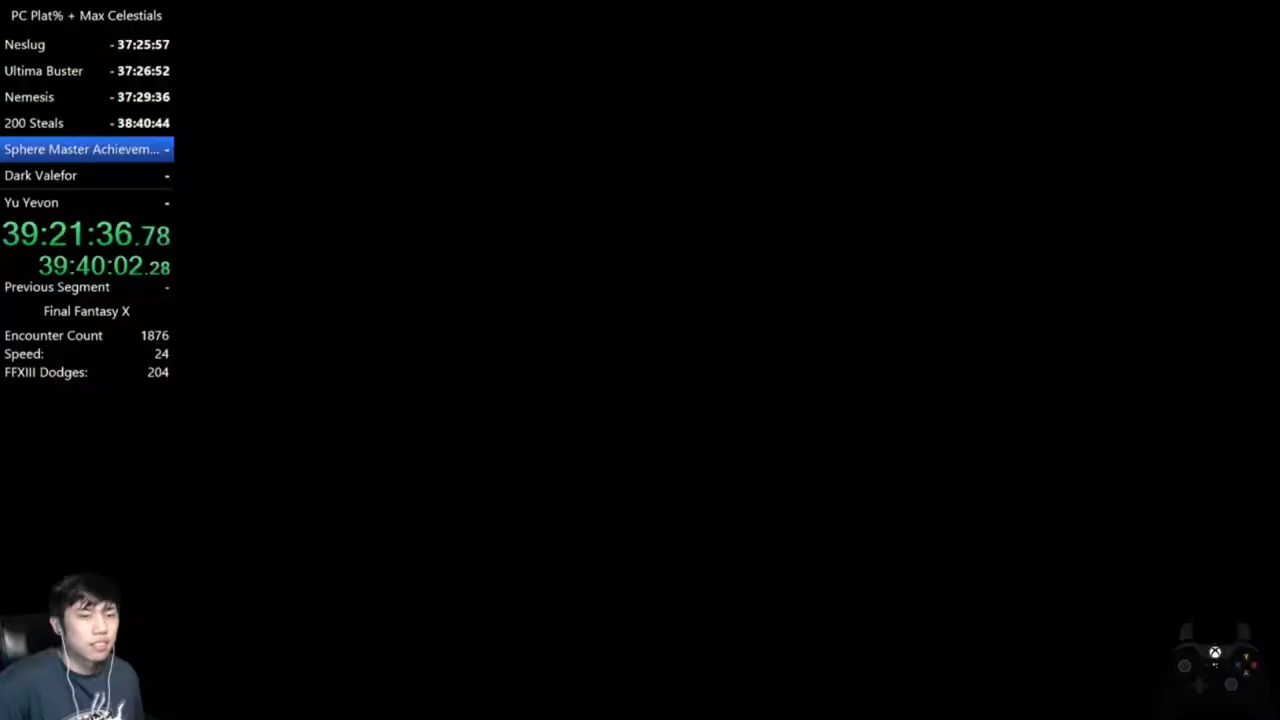 PC Plat% + Max Celestials
Neslug - 37:25:57
Ultima Buster - 37:26:52
Nemesis - 37:29:36
200 Steals - 38:40:44
Sphere Master Achievem... -
Dark Valefor -
Yu Yevon -
39:21:36.78
39:40:02.28
Previous Segment -
Final Fantasy X
Encounter Count 1876
Speed: 24
FFXIII Dodges: 204